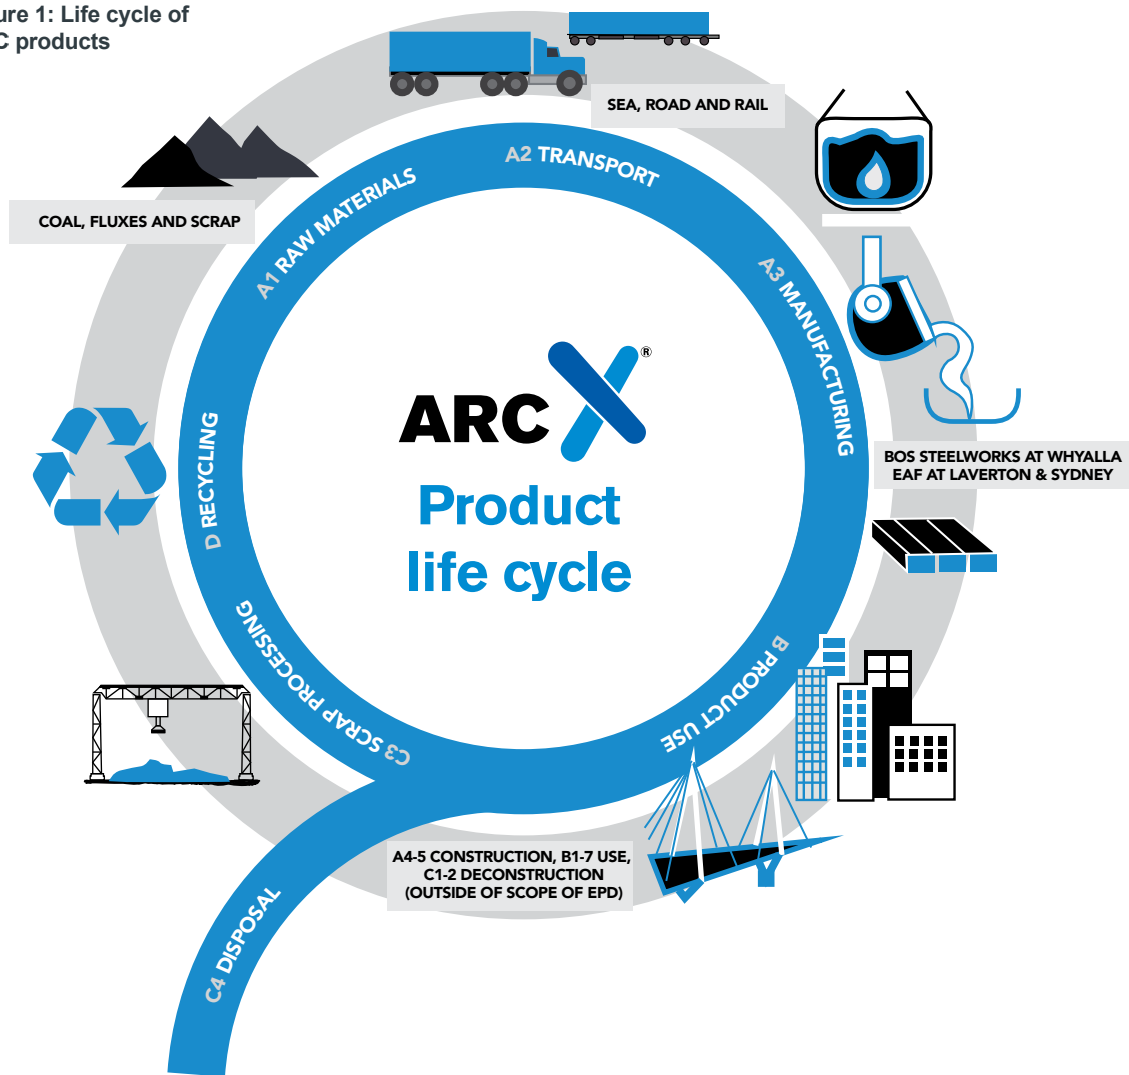 ure 1: Life cycle of
C products
SEA, ROAD AND RAIL
COAL, FLUXES AND SCRAP
A1 RAW MATERIALS
A2 TRANSPORT
A3 MANUFACTURING
BOS STEELWORKS AT WHYALLA
EAF AT LAVERTON & SYDNEY
ARC ®
Product
life cycle
B PRODUCT USE
A4-5 CONSTRUCTION, B1-7 USE,
C1-2 DECONSTRUCTION
(OUTSIDE OF SCOPE OF EPD)
C3 SCRAP PROCESSING
D RECYCLING
C4 DISPOSAL